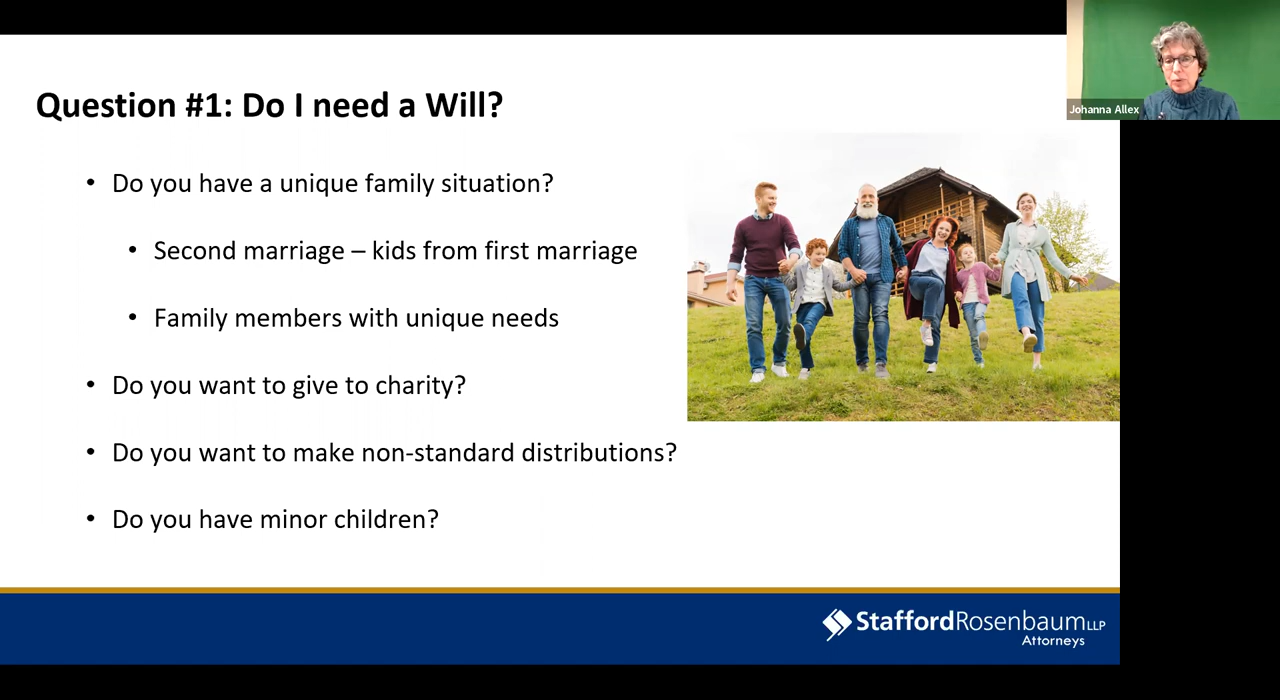 Question #1: Do I need a Will?
• Do you have a unique family situation?
• Second marriage – kids from first marriage
• Family members with unique needs
• Do you want to give to charity?
• Do you want to make non-standard distributions?
• Do you have minor children?
Johanna Allex
StaffordRosenbaum LLP
Attorneys